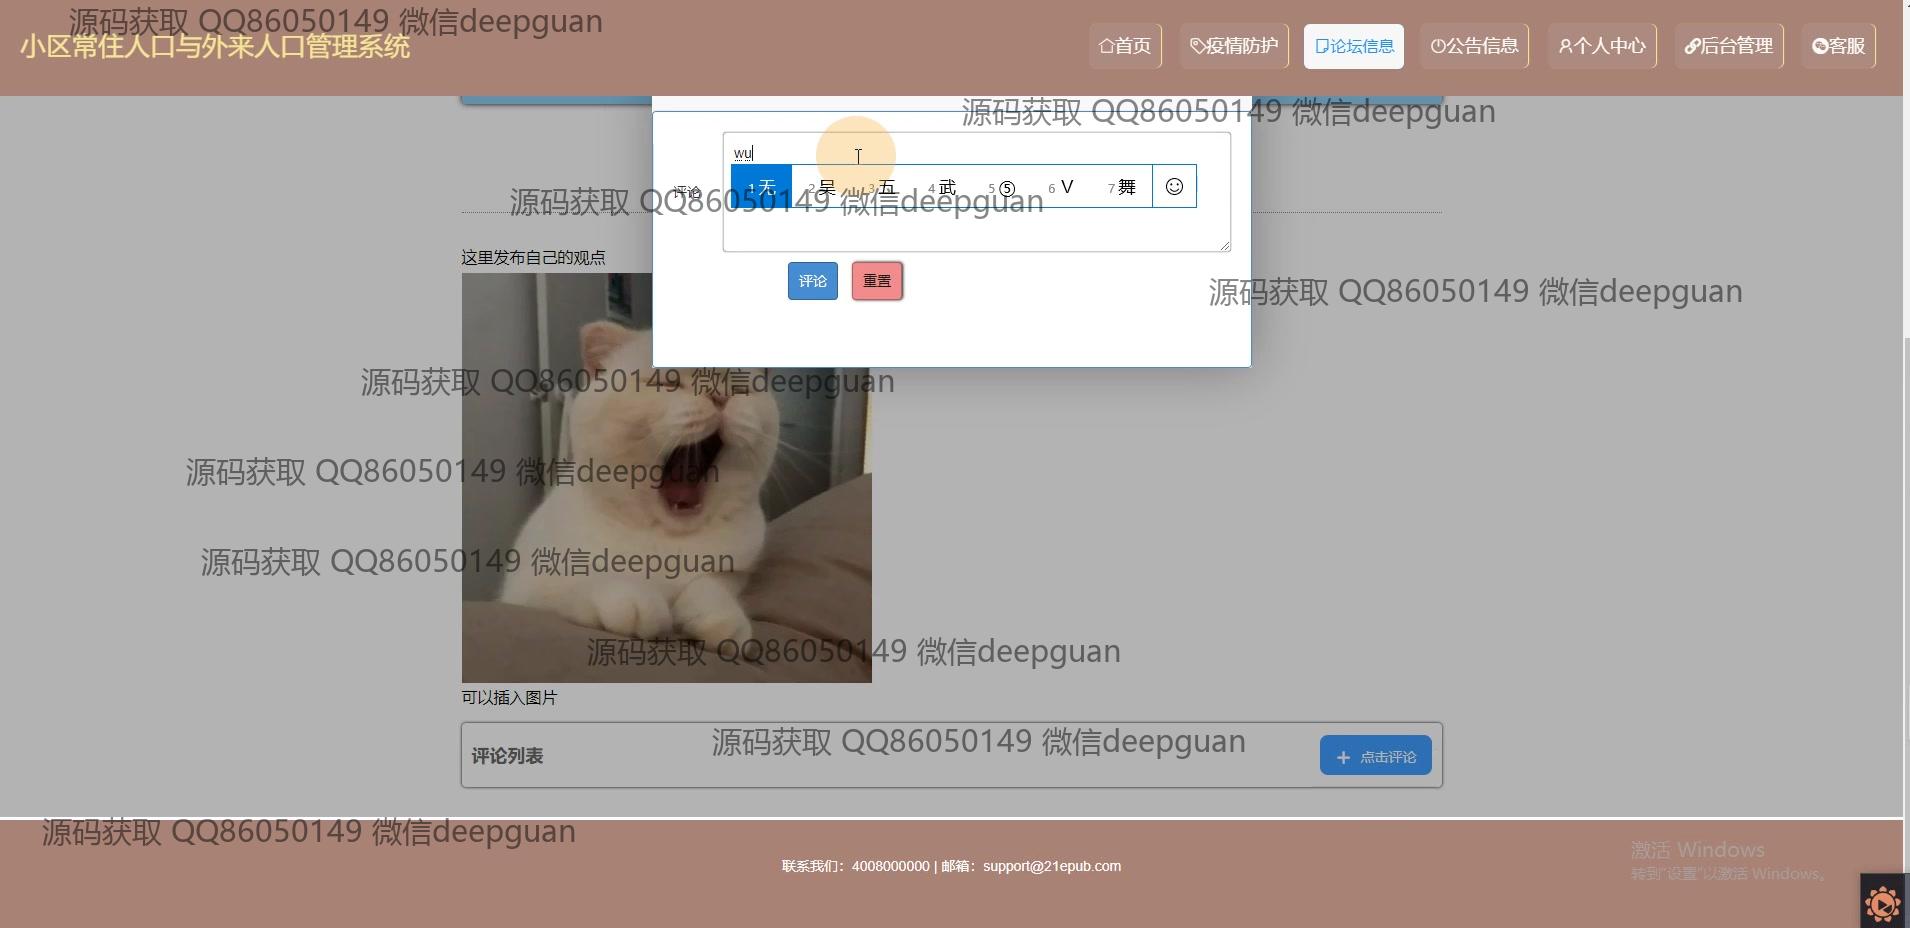 源码获取 QQ86050149 微信deepguan
小区常住人口与外来人口管理系统
首页
疫情防护
论坛信息
公告信息
个人中心
后台管理
客服
源码获取 QQ86050149 微信deepguan
wu
1 无 2 吴 3 五 4 武 5 ⑤ 6 V 7 舞
评论
源码获取 QQ86050149 微信deepguan
这里发布自己的观点
评论
重置
源码获取 QQ86050149 微信deepguan
源码获取 QQ86050149 微信deepguan
源码获取 QQ86050149 微信deepguan
源码获取 QQ86050149 微信deepguan
源码获取 QQ86050149 微信deepguan
可以插入图片
源码获取 QQ86050149 微信deepguan
评论列表
点击评论
源码获取 QQ86050149 微信deepguan
联系我们：4008000000 | 邮箱：support@21epub.com
激活 Windows
转到“设置”以激活 Windows。